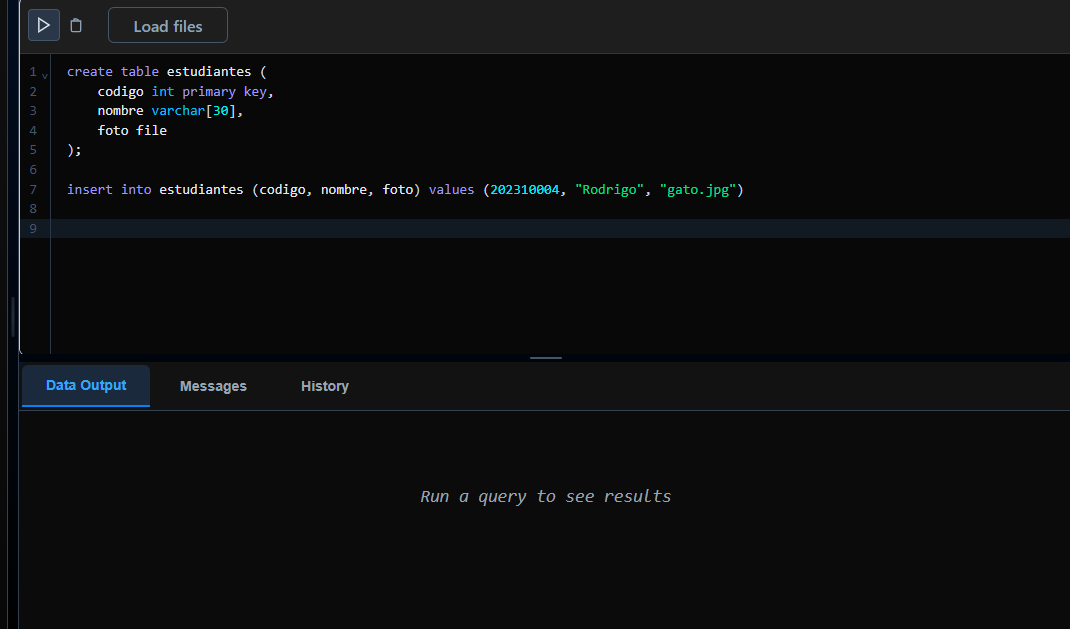 Load files
1 create table estudiantes (
2 codigo int primary key,
3 nombre varchar[30],
4 foto file
5 );
6
7 insert into estudiantes (codigo, nombre, foto) values (202310004, "Rodrigo", "gato.jpg")
8
9
Data Output Messages History
Run a query to see results